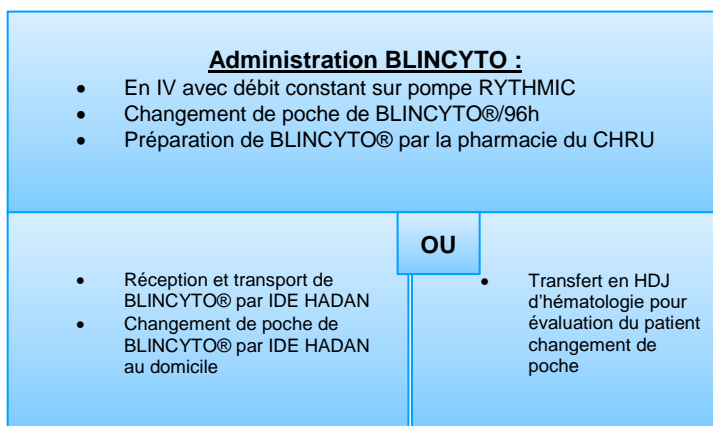 Administration BLINCYTO :
• En IV avec débit constant sur pompe RYTHMIC
• Changement de poche de BLINCYTO®/96h
• Préparation de BLINCYTO® par la pharmacie du CHRU
OU
• Réception et transport de
BLINCYTO® par IDE HADAN
• Changement de poche de
BLINCYTO® par IDE HADAN
au domicile
• Transfert en HDJ
d’hématologie pour
évaluation du patient
changement de
poche